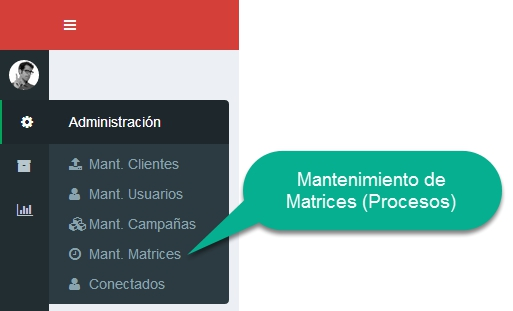 Administración
Mant. Clientes
Mant. Usuarios
Mant. Campañas
Mant. Matrices
Conectados
Mantenimiento de
Matrices (Procesos)